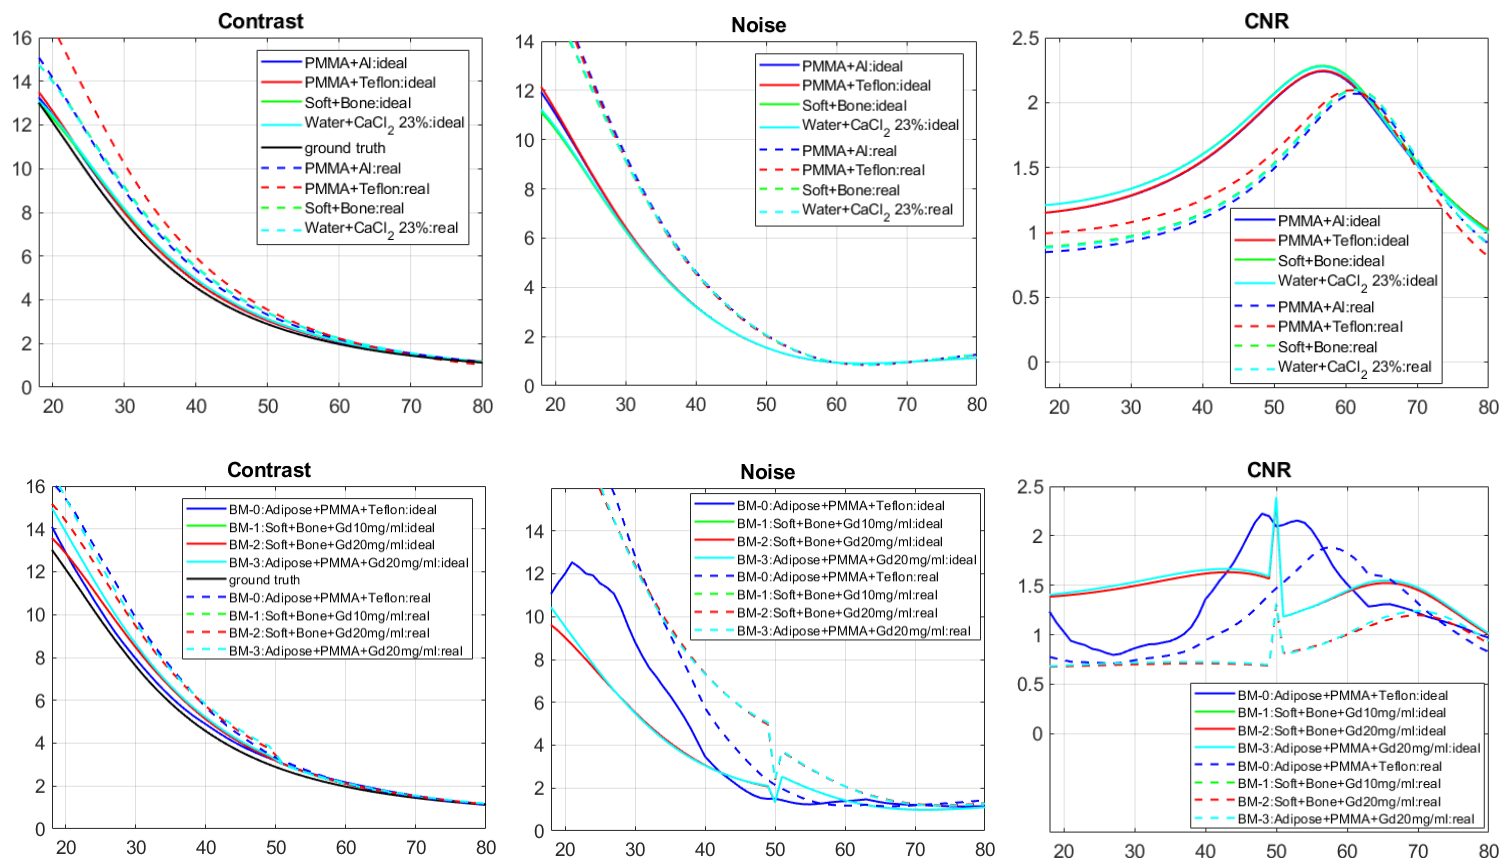 Contrast
16
14
12
10
8
6
4
2
0
20 30 40 50 60 70 80
PMMA+Al:ideal
PMMA+Teflon:ideal
Soft+Bone:ideal
Water+CaCl2 23%:ideal
ground truth
PMMA+Al:real
PMMA+Teflon:real
Soft+Bone:real
Water+CaCl2 23%:real
Noise
14
12
10
8
6
4
2
0
20 30 40 50 60 70 80
PMMA+Al:ideal
PMMA+Teflon:ideal
Soft+Bone:ideal
Water+CaCl2 23%:ideal
PMMA+Al:real
PMMA+Teflon:real
Soft+Bone:real
Water+CaCl2 23%:real
CNR
2.5
2
1.5
1
0.5
0
20 30 40 50 60 70 80
PMMA+Al:ideal
PMMA+Teflon:ideal
Soft+Bone:ideal
Water+CaCl2 23%:ideal
PMMA+Al:real
PMMA+Teflon:real
Soft+Bone:real
Water+CaCl2 23%:real
Contrast
16
14
12
10
8
6
4
2
0
20 30 40 50 60 70 80
BM-0:Adipose+PMMA+Teflon:ideal
BM-1:Soft+Bone+Gd10mg/ml:ideal
BM-2:Soft+Bone+Gd20mg/ml:ideal
BM-3:Adipose+PMMA+Gd20mg/ml:ideal
ground truth
BM-0:Adipose+PMMA+Teflon:real
BM-1:Soft+Bone+Gd10mg/ml:real
BM-2:Soft+Bone+Gd20mg/ml:real
BM-3:Adipose+PMMA+Gd20mg/ml:real
Noise
14
12
10
8
6
4
2
0
20 30 40 50 60 70 80
BM-0:Adipose+PMMA+Teflon:ideal
BM-1:Soft+Bone+Gd10mg/ml:ideal
BM-2:Soft+Bone+Gd20mg/ml:ideal
BM-3:Adipose+PMMA+Gd20mg/ml:ideal
BM-0:Adipose+PMMA+Teflon:real
BM-1:Soft+Bone+Gd10mg/ml:real
BM-2:Soft+Bone+Gd20mg/ml:real
BM-3:Adipose+PMMA+Gd20mg/ml:real
CNR
2.5
2
1.5
1
0.5
0
20 30 40 50 60 70 80
BM-0:Adipose+PMMA+Teflon:ideal
BM-1:Soft+Bone+Gd10mg/ml:ideal
BM-2:Soft+Bone+Gd20mg/ml:ideal
BM-3:Adipose+PMMA+Gd20mg/ml:ideal
BM-0:Adipose+PMMA+Teflon:real
BM-1:Soft+Bone+Gd10mg/ml:real
BM-2:Soft+Bone+Gd20mg/ml:real
BM-3:Adipose+PMMA+Gd20mg/ml:real